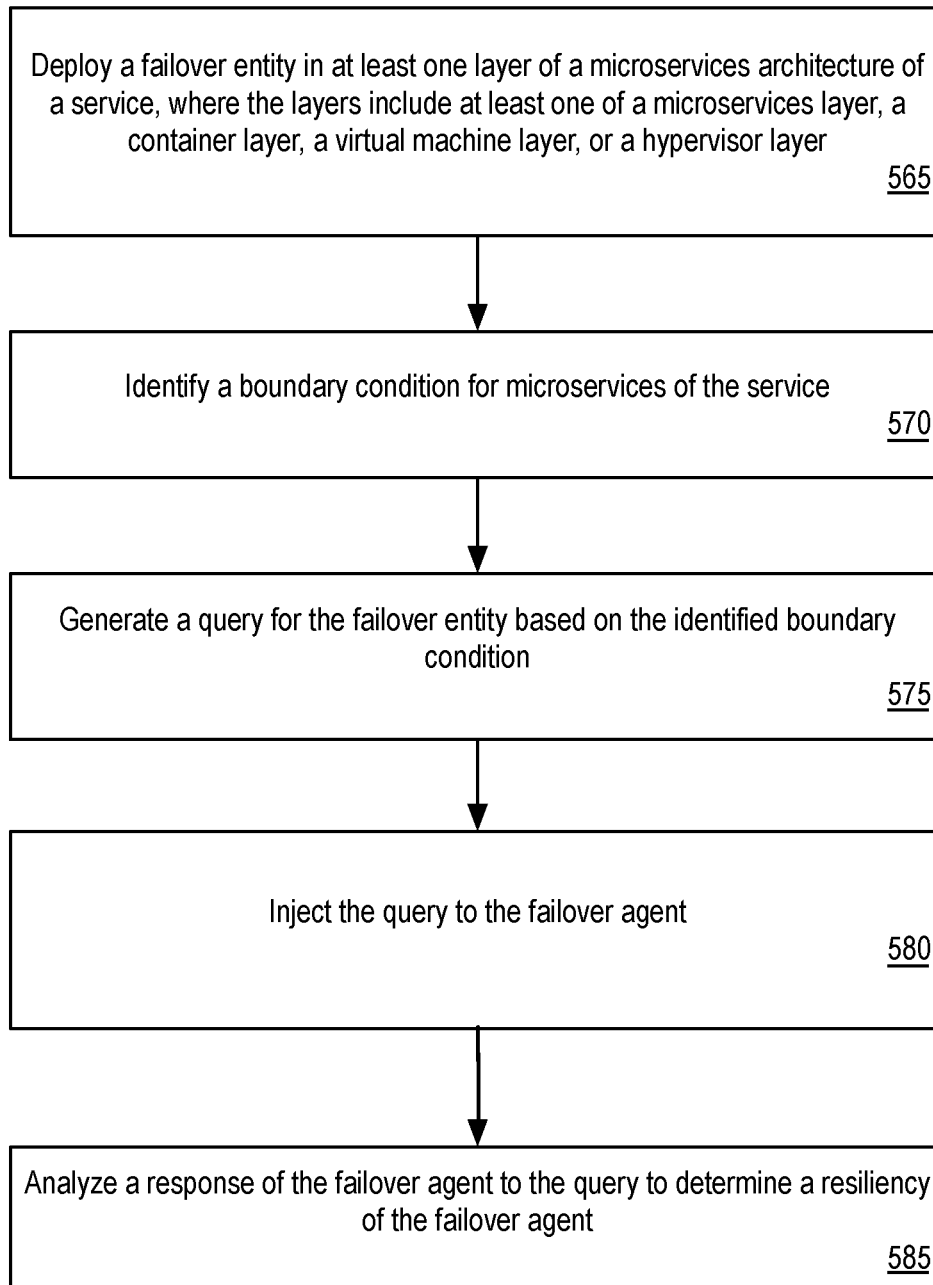 Deploy a failover entity in at least one layer of a microservices architecture of
a service, where the layers include at least one of a microservices layer, a
container layer, a virtual machine layer, or a hypervisor layer
565
Identify a boundary condition for microservices of the service
570
Generate a query for the failover entity based on the identified boundary
condition
575
Inject the query to the failover agent
580
Analyze a response of the failover agent to the query to determine a resiliency
of the failover agent
585